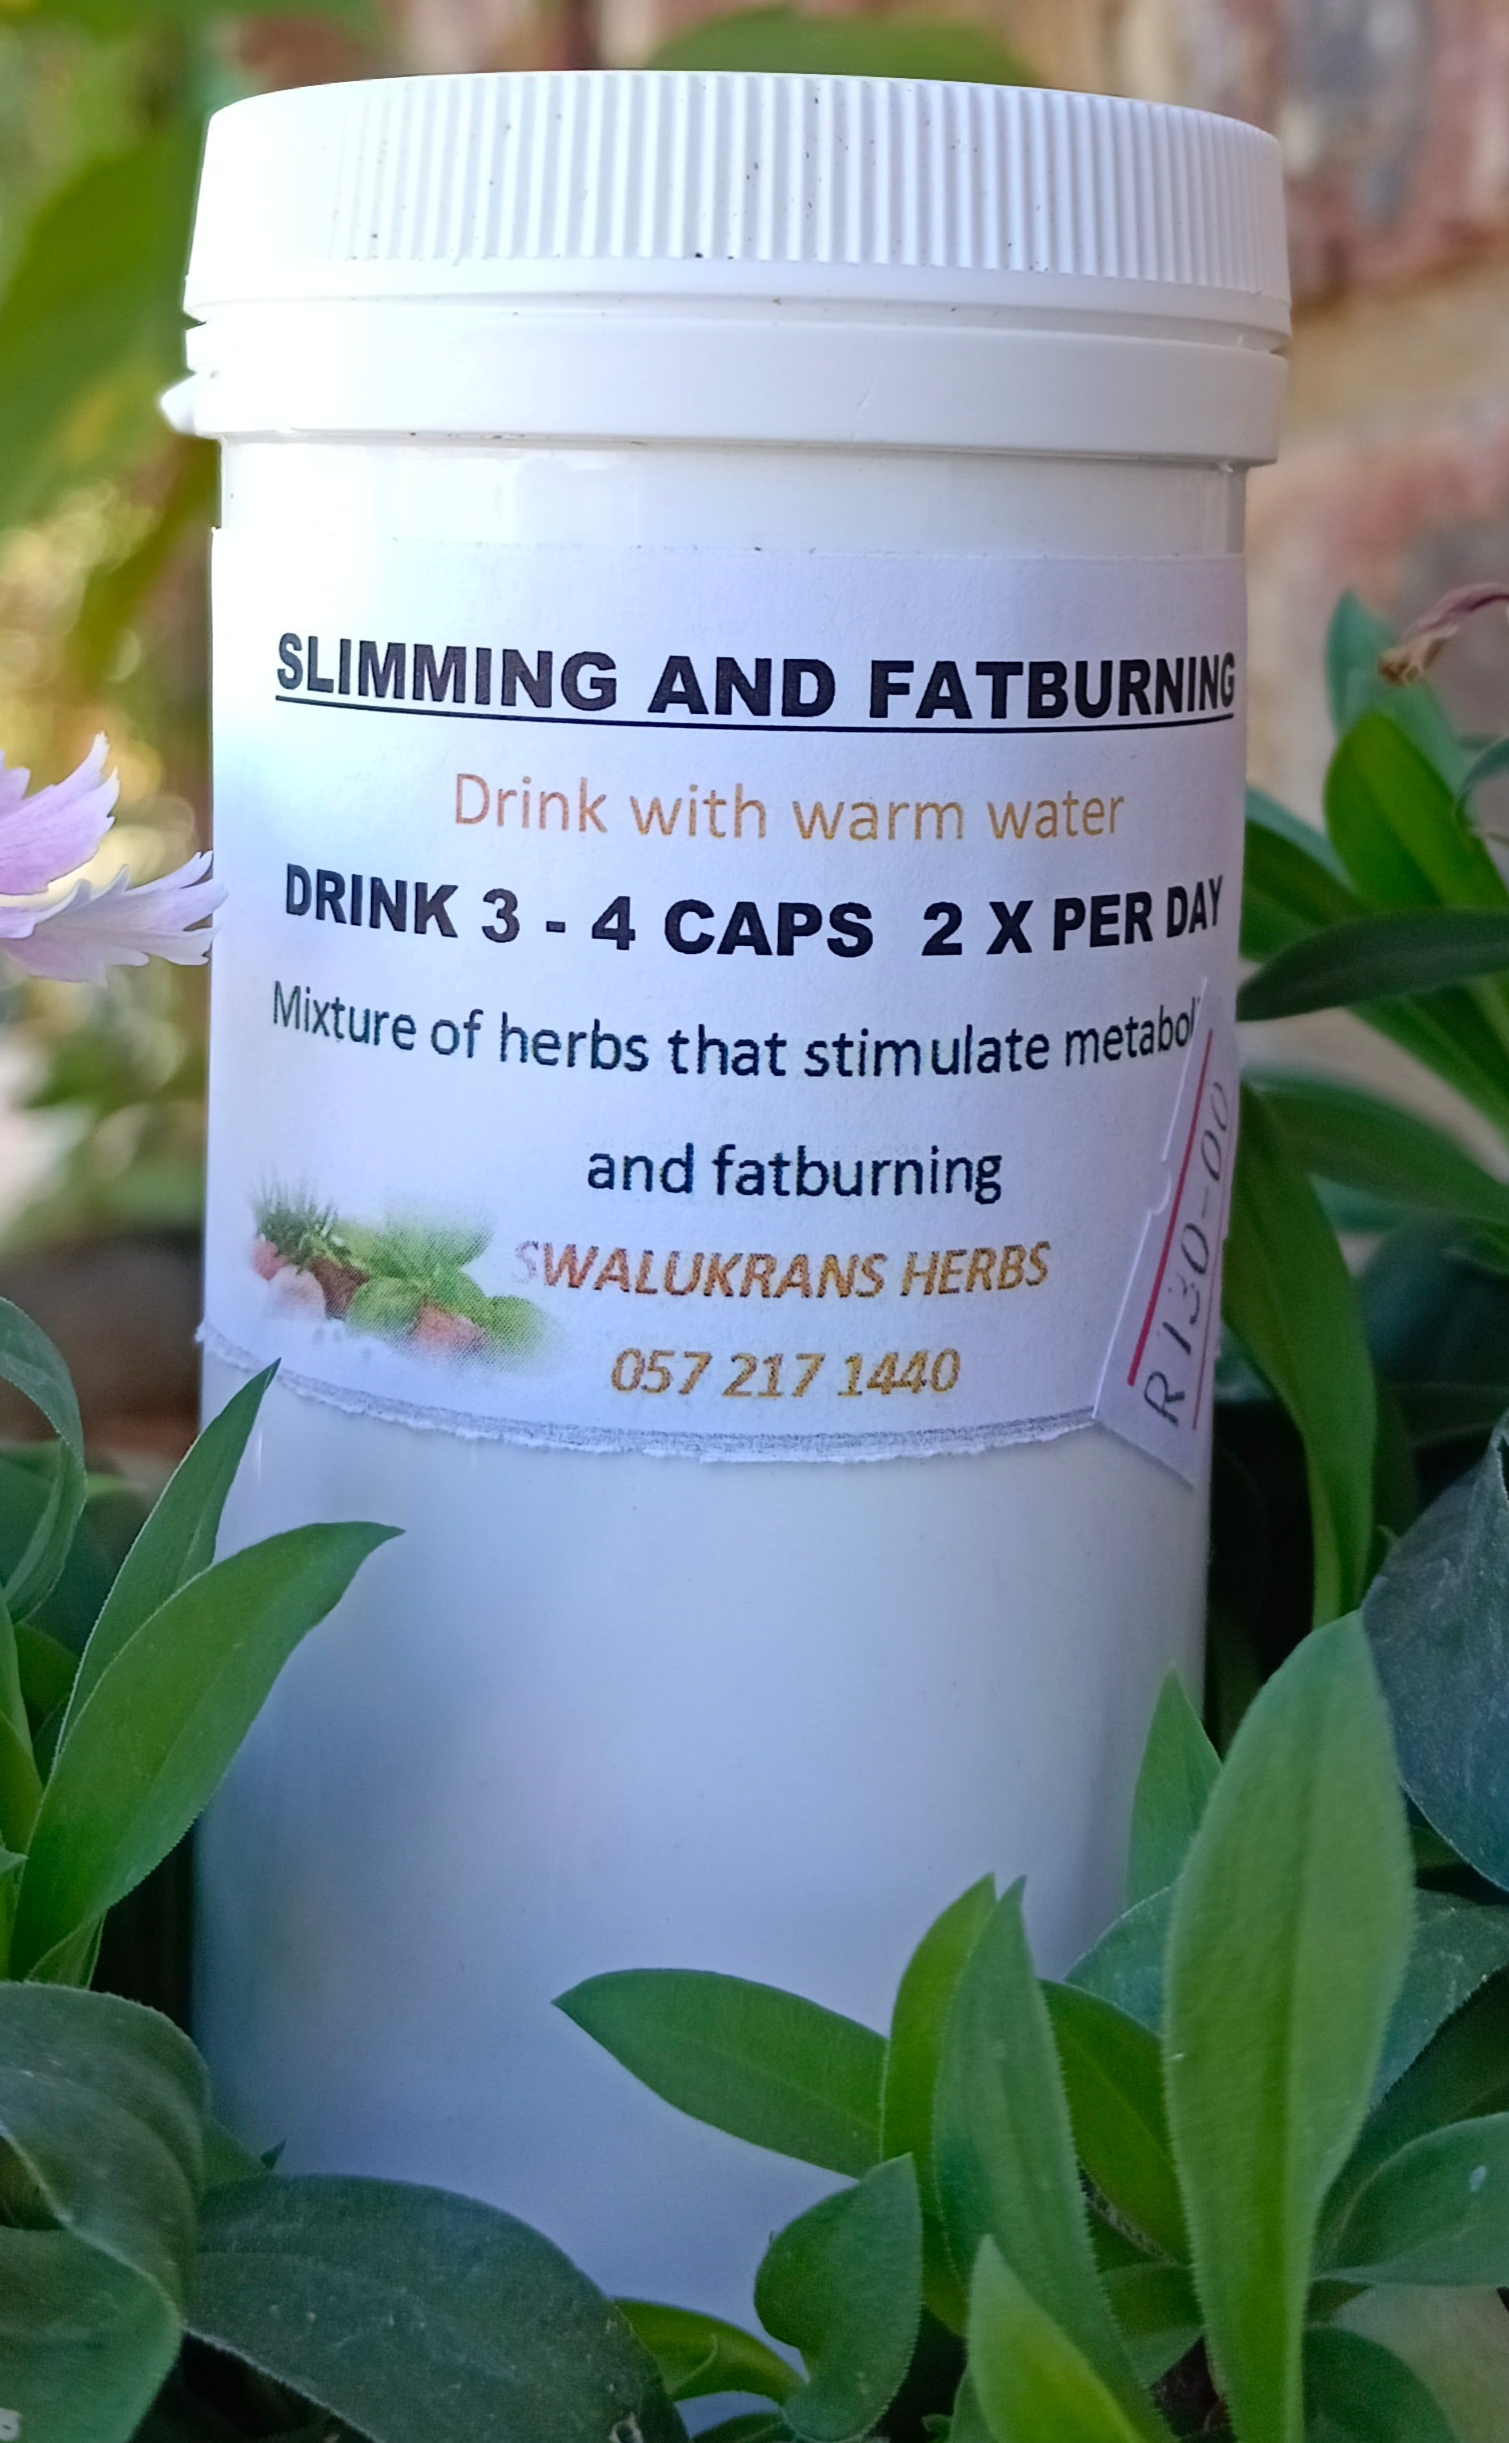 SLIMMING AND FATBURNING
Drink with warm water
DRINK 3 - 4 CAPS 2 X PER DAY
Mixture of herbs that stimulate
and fatburning
SWALUKRANS HERBS
057 217 1440
R130-00